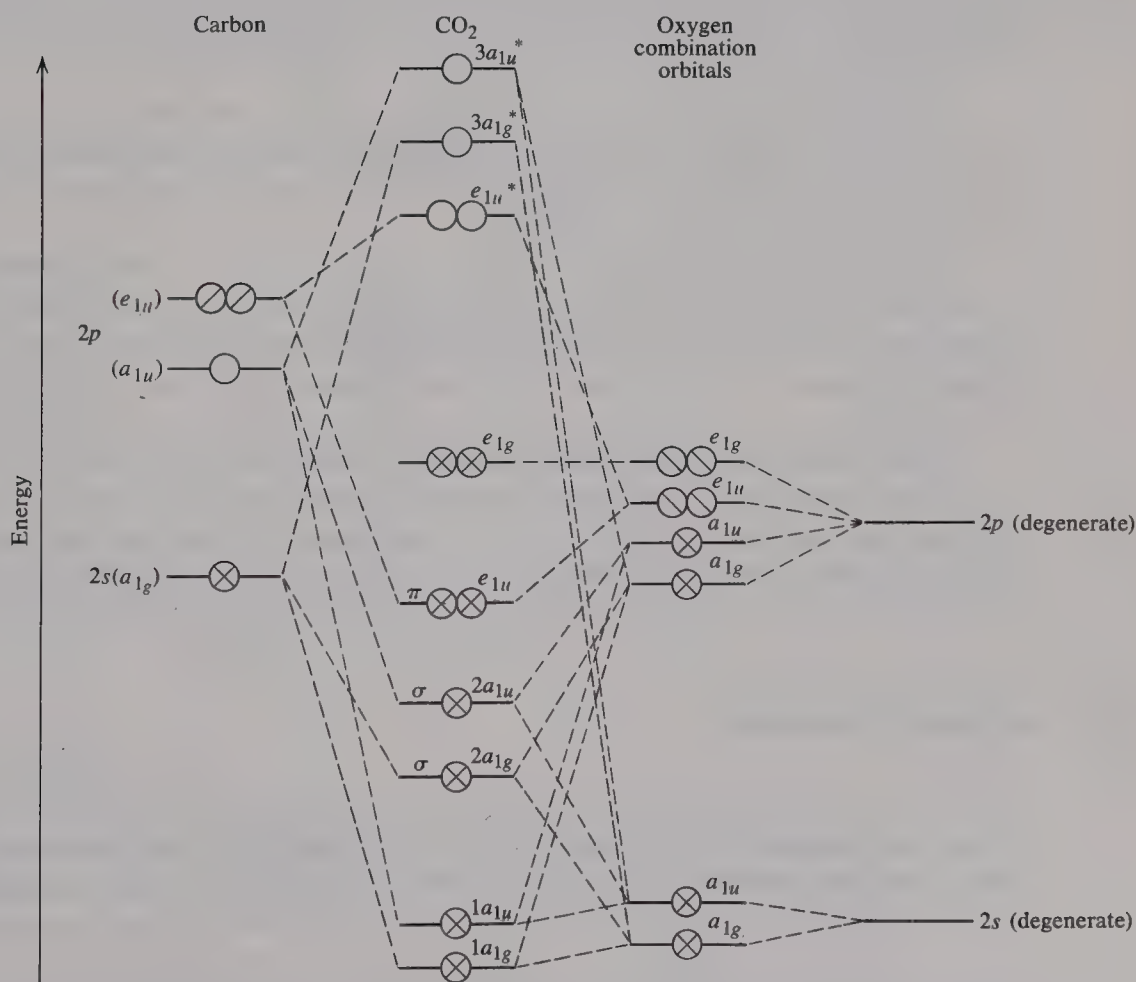 Carbon
CO₂
Oxygen
combination
orbitals
3a₁ᵤ*
3a₁g*
e₁ᵤ*
(e₁ᵤ)
2p
(a₁ᵤ)
e₁g
e₁g
e₁ᵤ
2p (degenerate)
a₁ᵤ
Energy
2s(a₁g)
a₁g
π
e₁ᵤ
σ
2a₁ᵤ
σ
2a₁g
a₁ᵤ
1a₁ᵤ
2s (degenerate)
a₁g
1a₁g